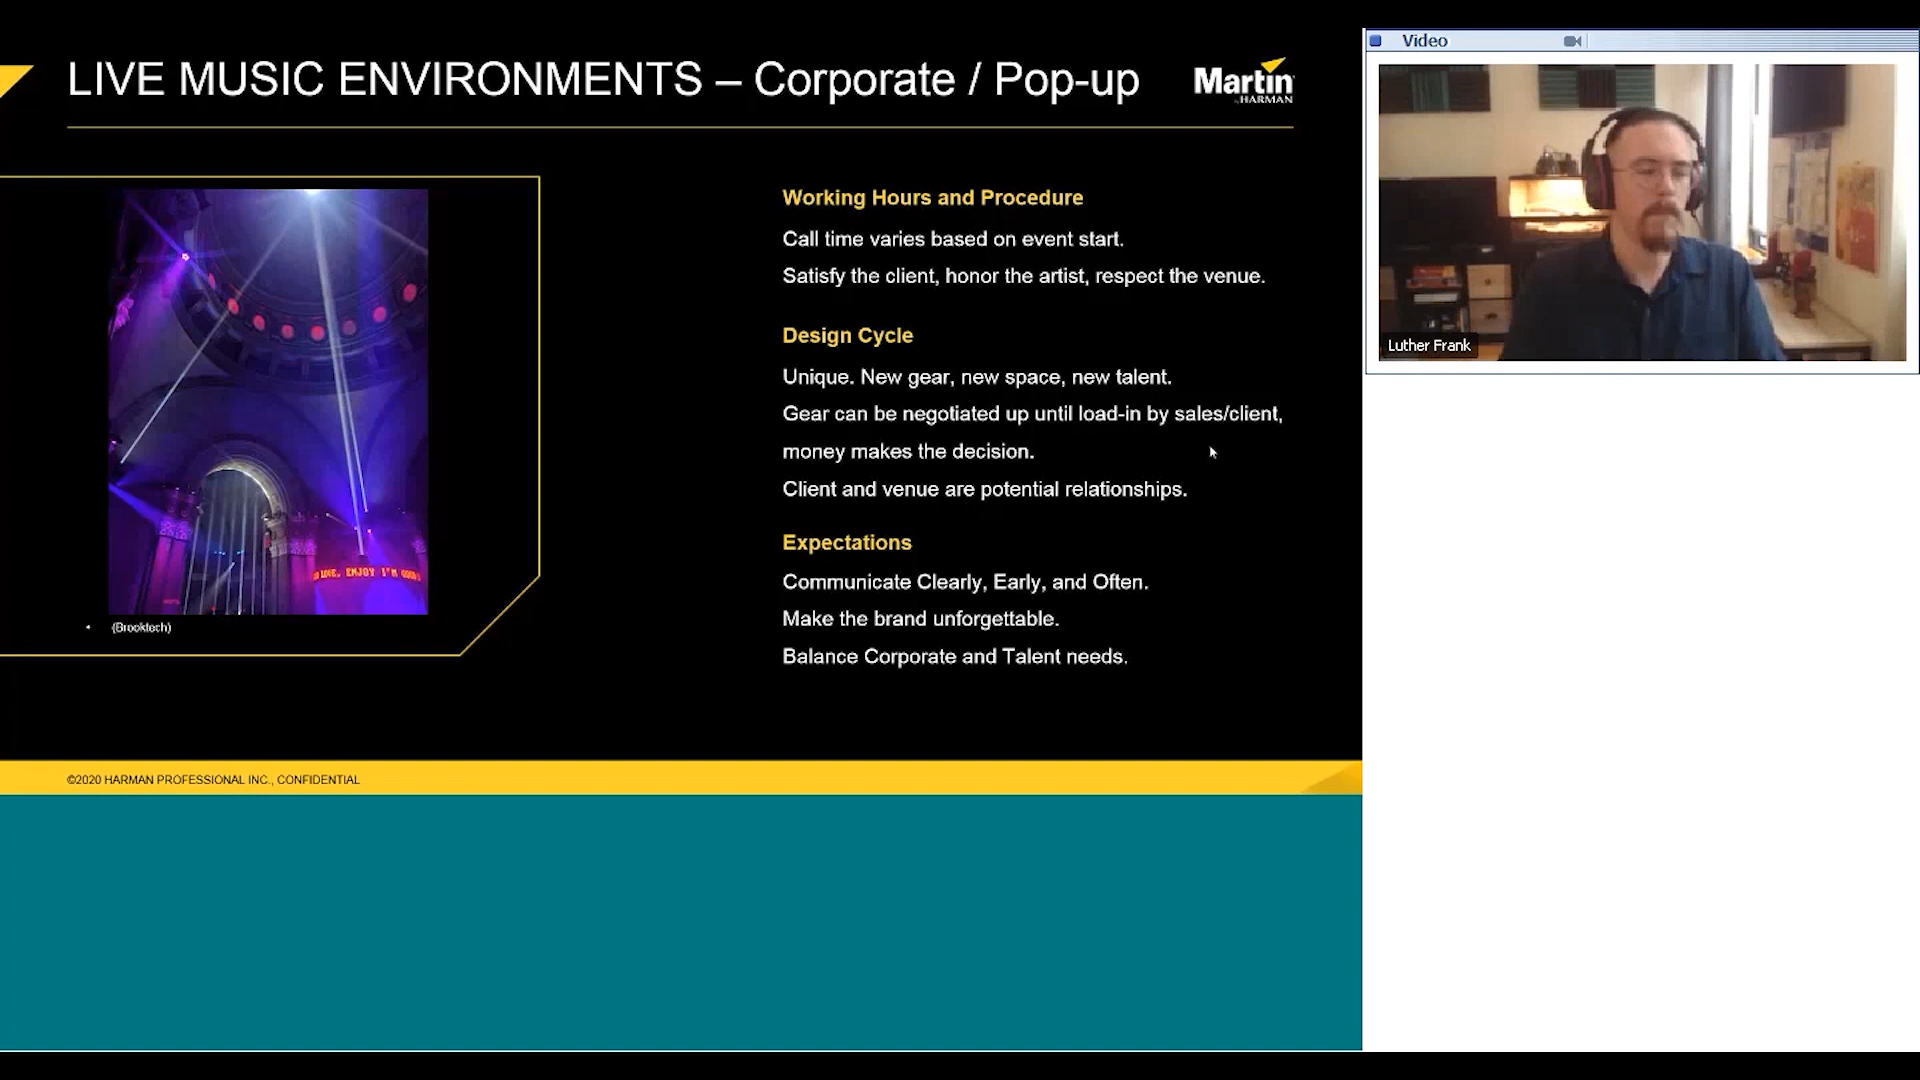 LIVE MUSIC ENVIRONMENTS – Corporate / Pop-up
Martin
by HARMAN
Working Hours and Procedure
Call time varies based on event start.
Satisfy the client, honor the artist, respect the venue.
Design Cycle
Unique. New gear, new space, new talent.
Gear can be negotiated up until load-in by sales/client,
money makes the decision.
Client and venue are potential relationships.
Expectations
Communicate Clearly, Early, and Often.
Make the brand unforgettable.
Balance Corporate and Talent needs.
LOVE, ENJOY I'M
• (Brooktech)
©2020 HARMAN PROFESSIONAL INC., CONFIDENTIAL
Video
Luther Frank